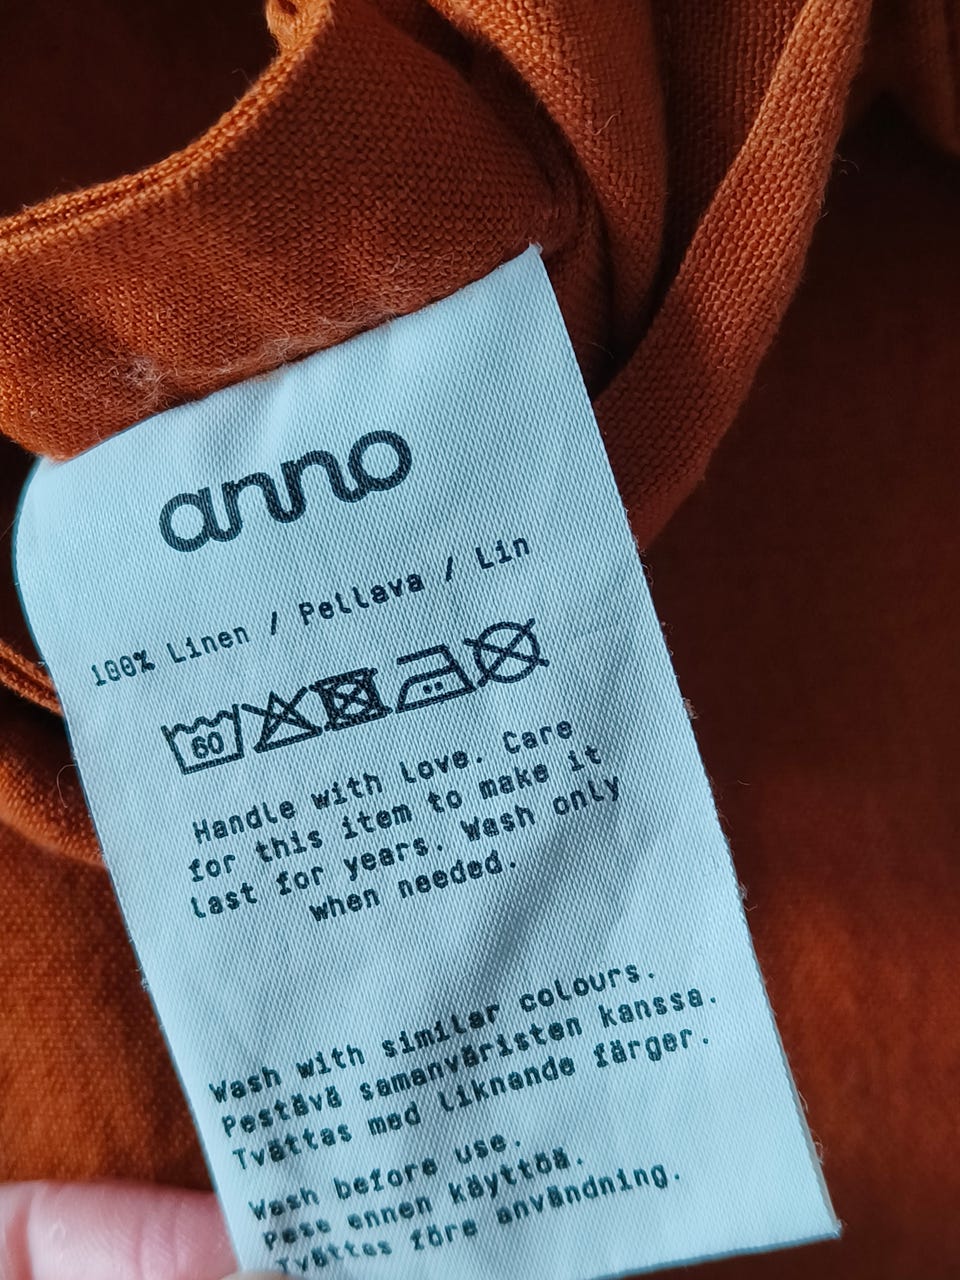 anno
100% Linen / Pellava / Lin
60
Handle with love. Care
for this item to make it
last for years. Wash only
when needed.
Wash with similar colours.
Pestävä samanväristen kanssa.
Tvättas med liknande färger.
Wash before use.
Pese ennen käyttöä.
Tvättas före användning.